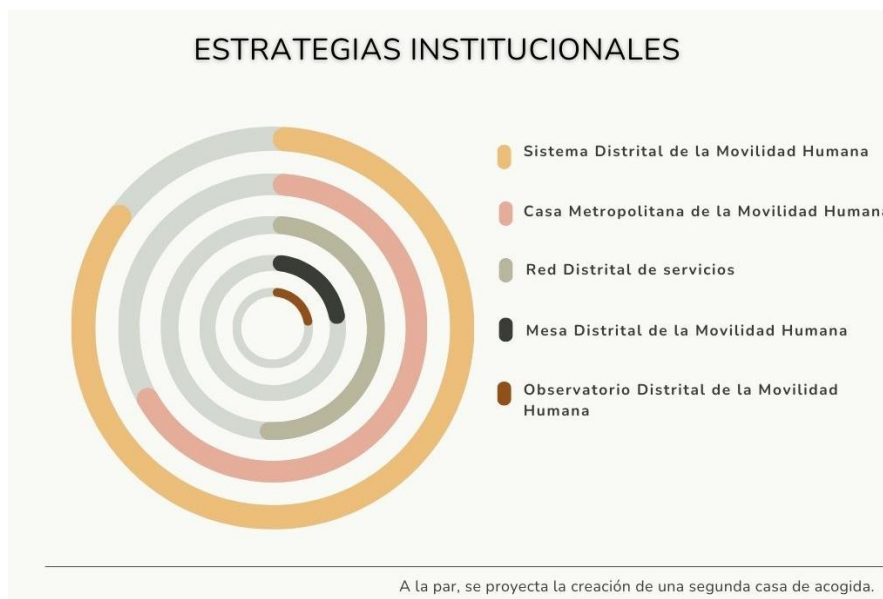 ESTRATEGIAS INSTITUCIONALES
Sistema Distrital de la Movilidad Humana
Casa Metropolitana de la Movilidad Humana
Red Distrital de servicios
Mesa Distrital de la Movilidad Humana
Observatorio Distrital de la Movilidad
Humana
A la par, se proyecta la creación de una segunda casa de acogida.